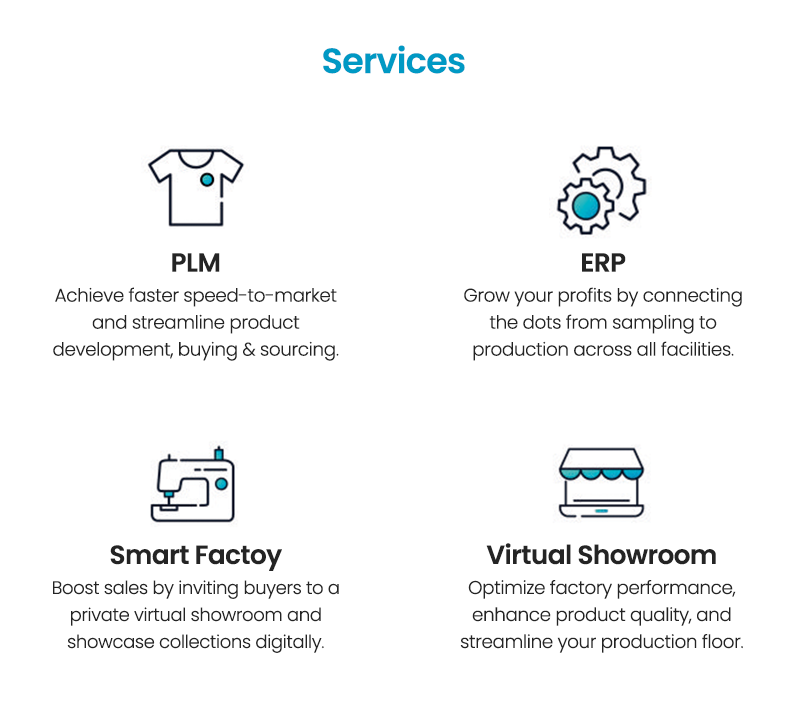 Services
PLM
Achieve faster speed-to-market
and streamline product
development, buying & sourcing.
ERP
Grow your profits by connecting
the dots from sampling to
production across all facilities.
Smart Factoy
Boost sales by inviting buyers to a
private virtual showroom and
showcase collections digitally.
Virtual Showroom
Optimize factory performance,
enhance product quality, and
streamline your production floor.